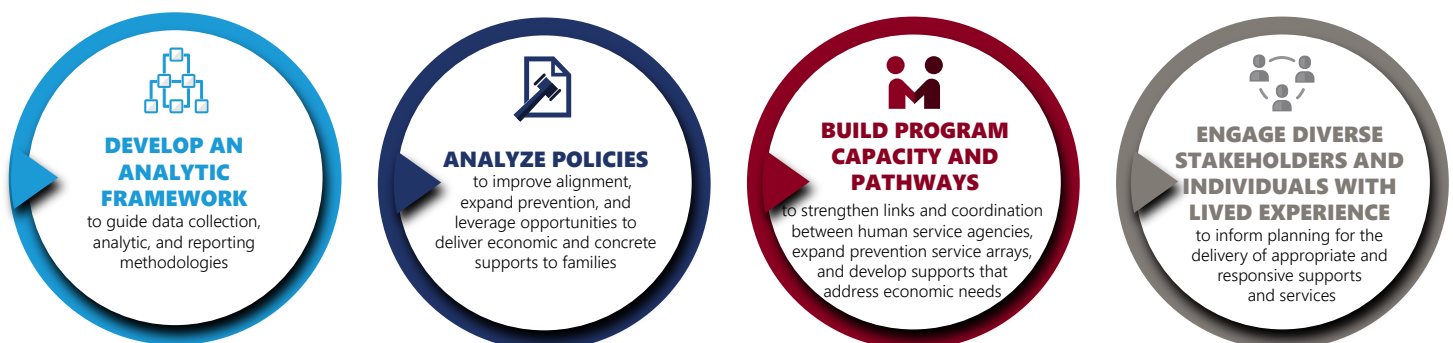 DEVELOP AN
ANALYTIC
FRAMEWORK
to guide data collection,
analytic, and reporting
methodologies
ANALYZE POLICIES
to improve alignment,
expand prevention, and
leverage opportunities to
deliver economic and concrete
supports to families
BUILD PROGRAM
CAPACITY AND
PATHWAYS
to strengthen links and coordination
between human service agencies,
expand prevention service arrays,
and develop supports that
address economic needs
ENGAGE DIVERSE
STAKEHOLDERS AND
INDIVIDUALS WITH
LIVED EXPERIENCE
to inform planning for the
delivery of appropriate and
responsive supports
and services